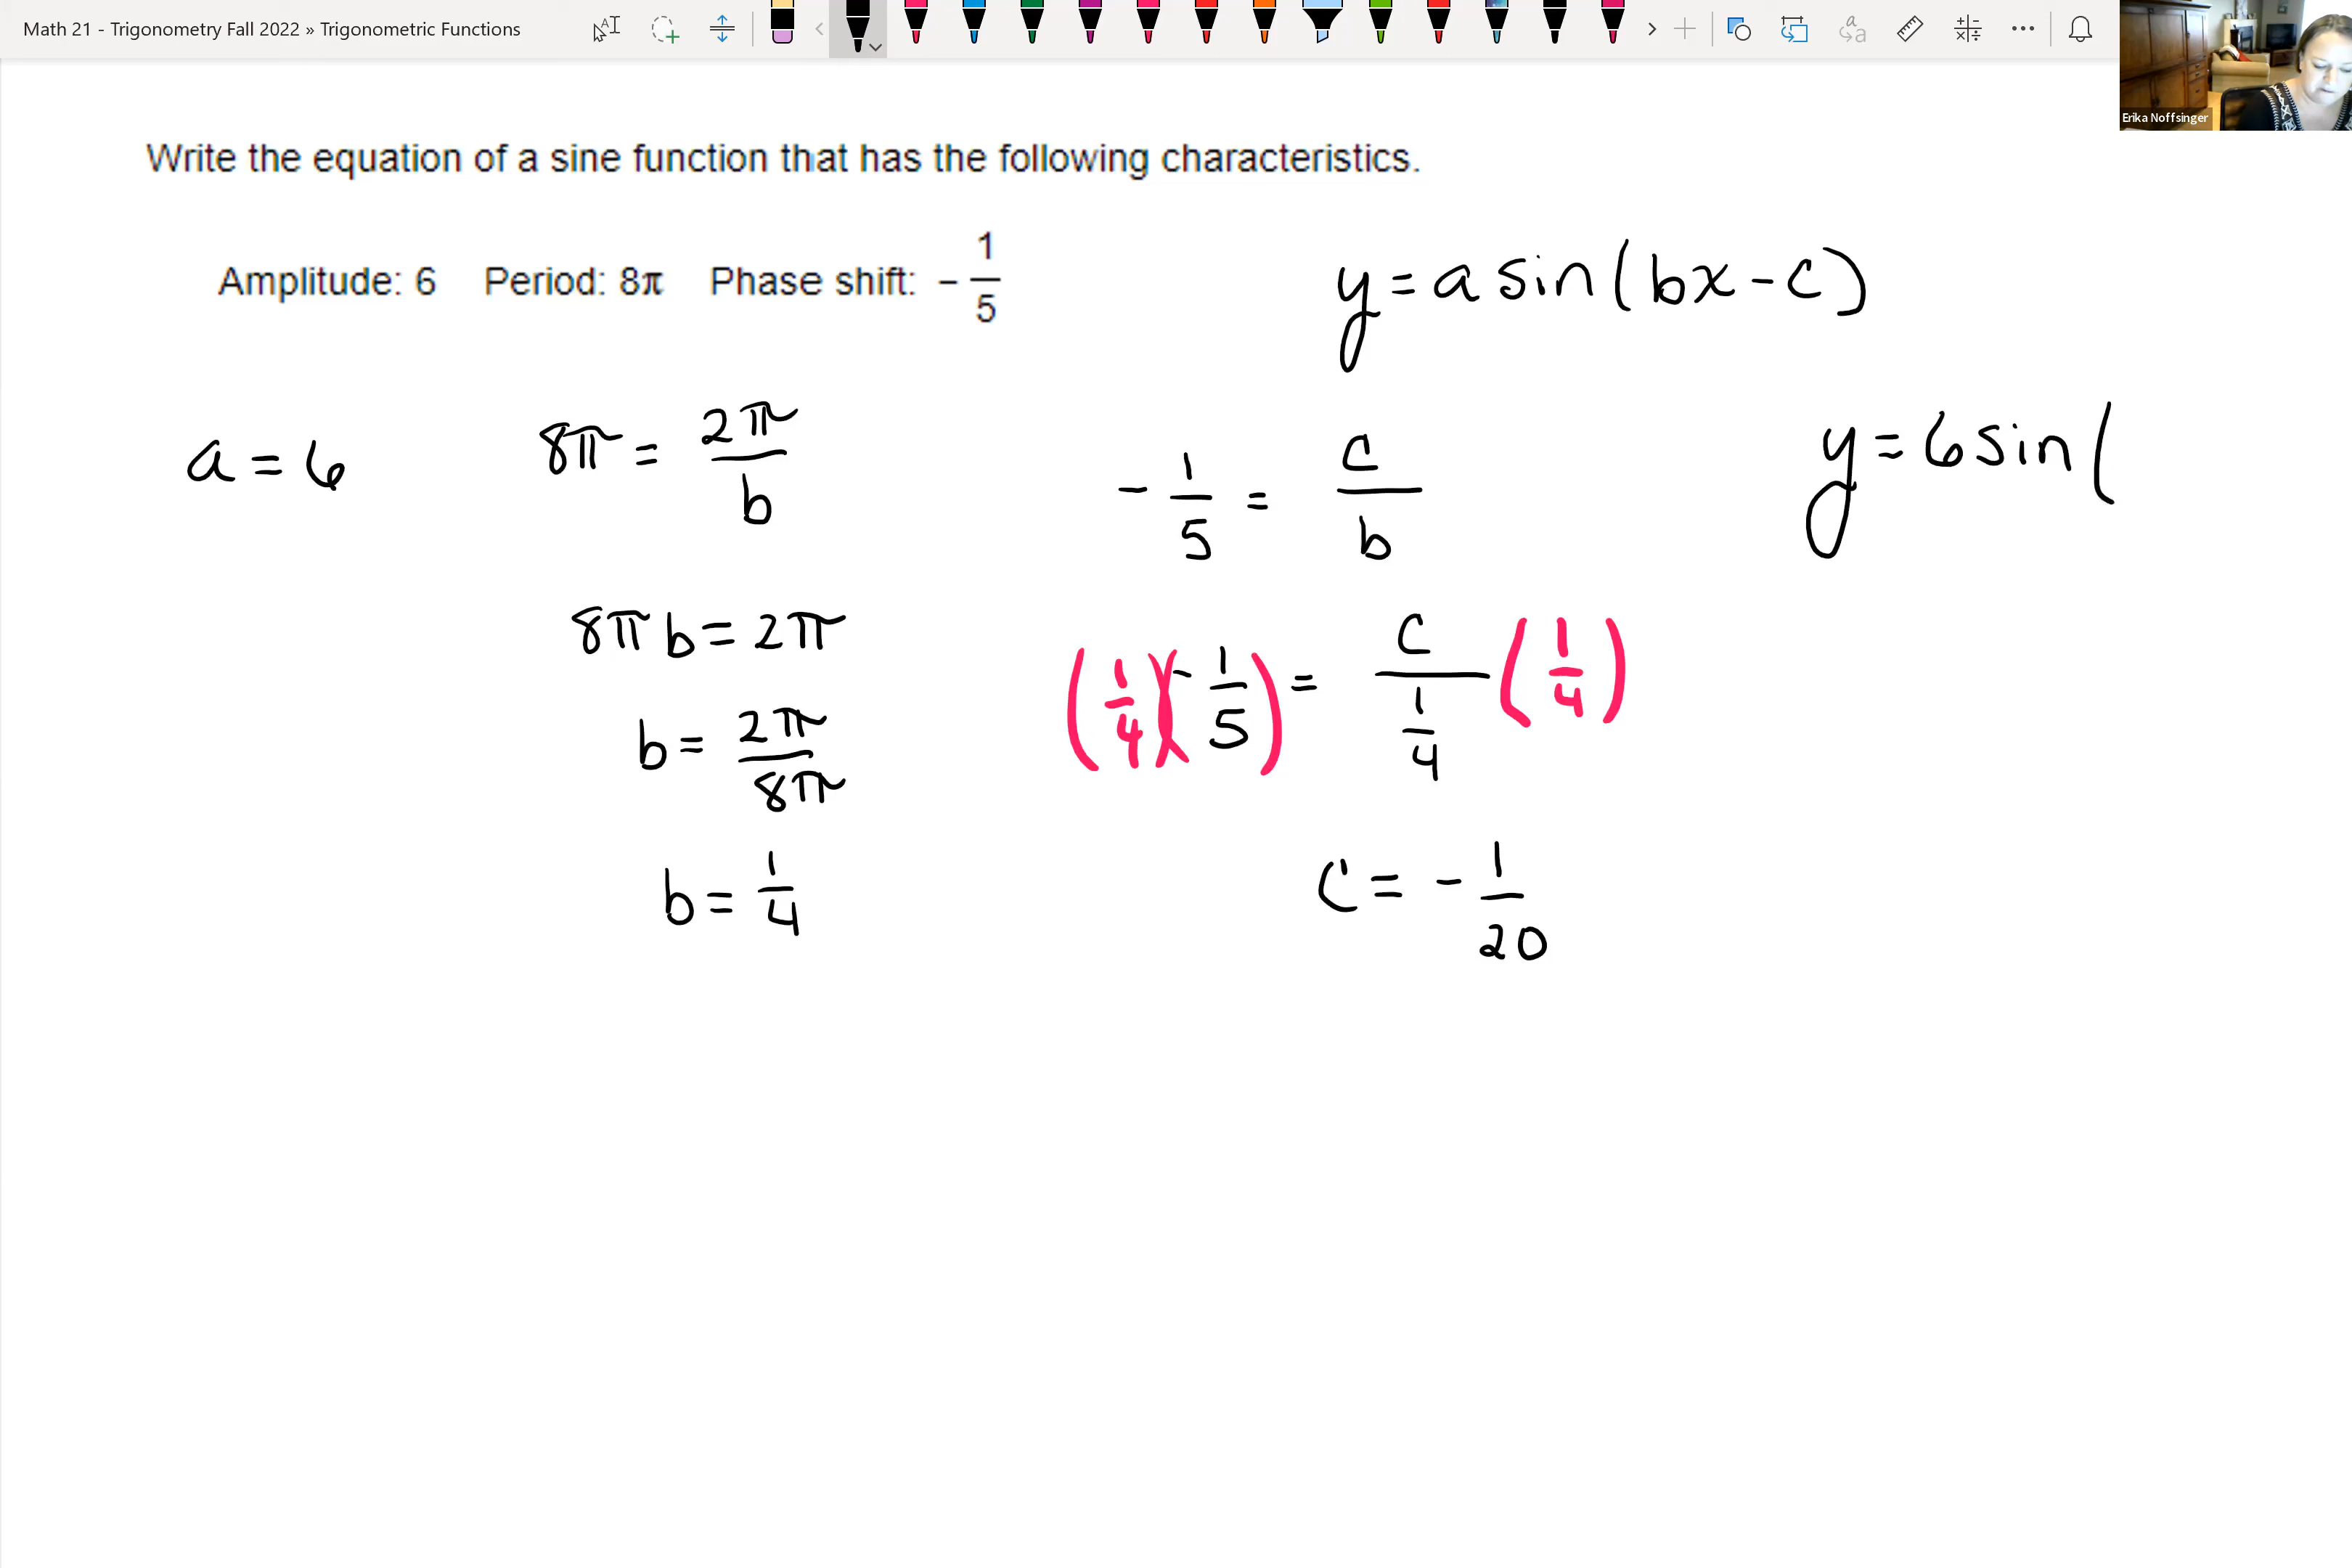 Math 21 - Trigonometry Fall 2022 » Trigonometric Functions
Erika Noffsinger
Write the equation of a sine function that has the following characteristics.
Amplitude: 6 Period: 8π Phase shift: -1/5
y = a sin(bx - c)
a = 6
8π = 2π/b
8πb = 2π
b = 2π/8π
b = 1/4
-1/5 = c/b
(1/4)(-1/5) = c/(1/4) (1/4)
c = -1/20
y = 6 sin(